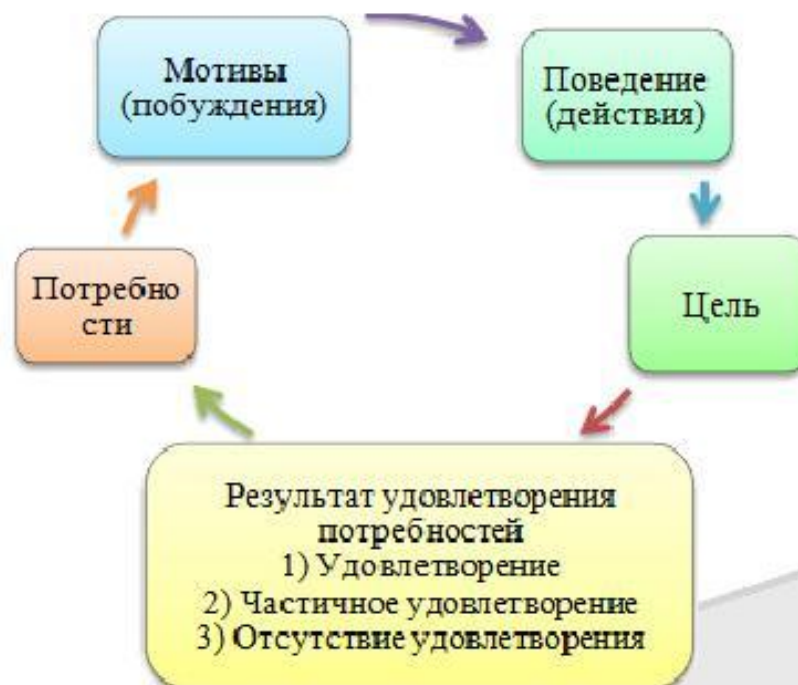 Мотивы
(побуждения)
Поведение
(действия)
Цель
Результат удовлетворения
потребностей
1) Удовлетворение
2) Частичное удовлетворение
3) Отсутствие удовлетворения
Потребно
сти